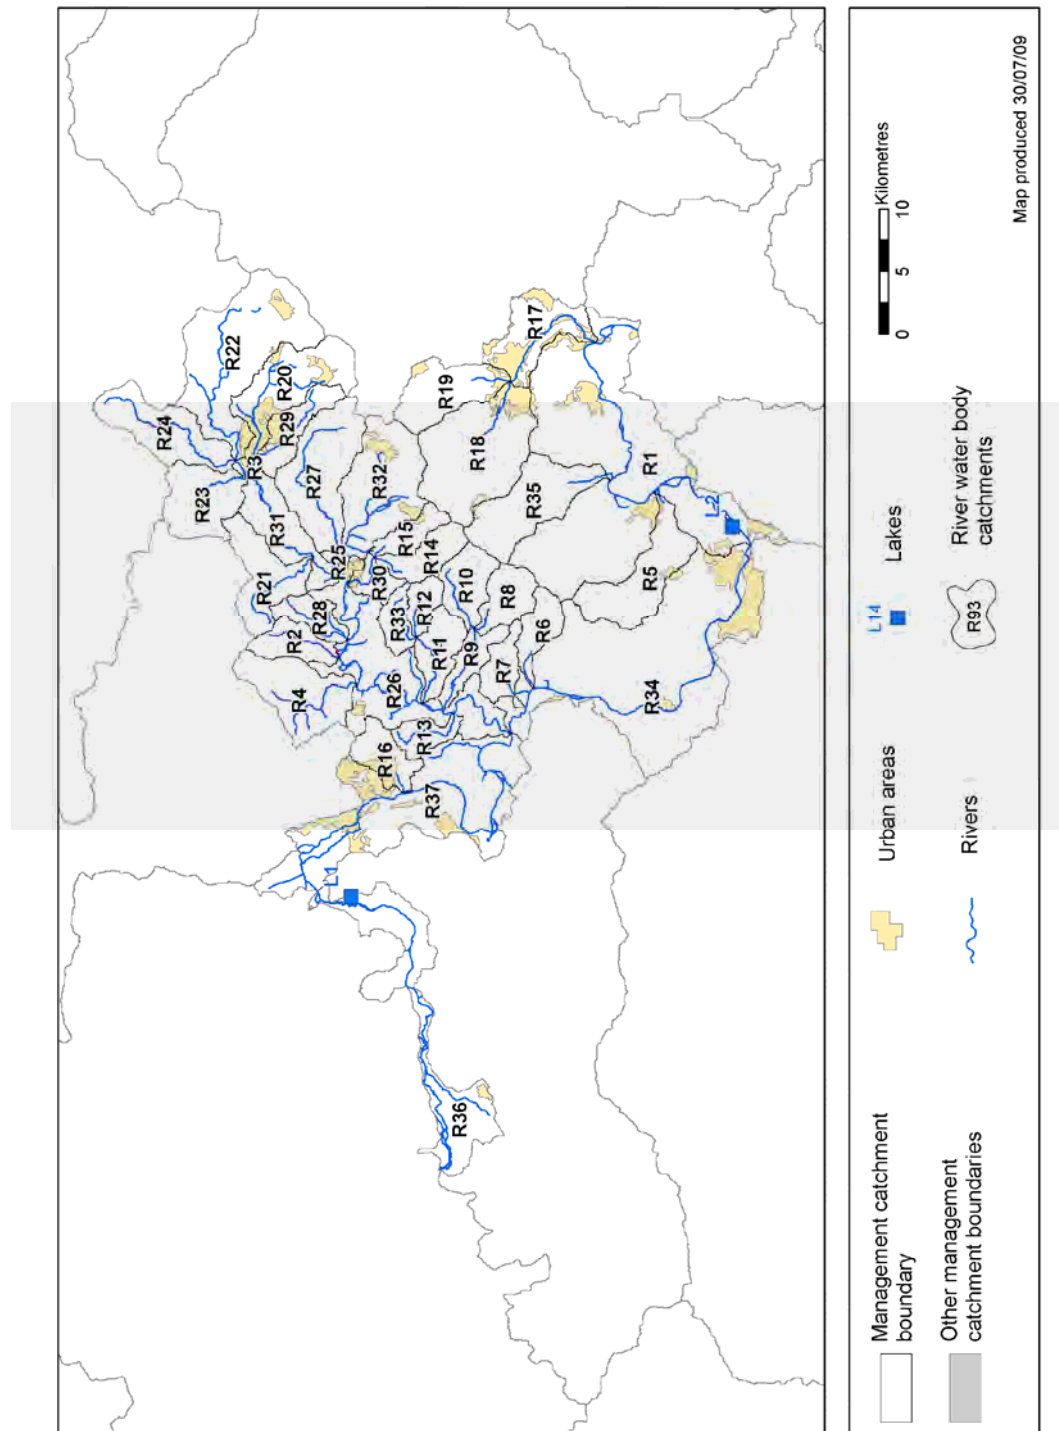 R22
R20
R24
R29
R3
R23
R27
R32
R31
R19
R17
R18
R21
R25
R15
R14
R30
R35
R1
L2
R28
R2
R33
R12
R10
R8
R5
R4
R26
R11
R9
R7
R6
R34
R16
R13
R37
L1
R36
Management catchment
boundary
Other management
catchment boundaries
Urban areas
Rivers
L14
Lakes
R93
River water body
catchments
Kilometres
0
5
10
Map produced 30/07/09